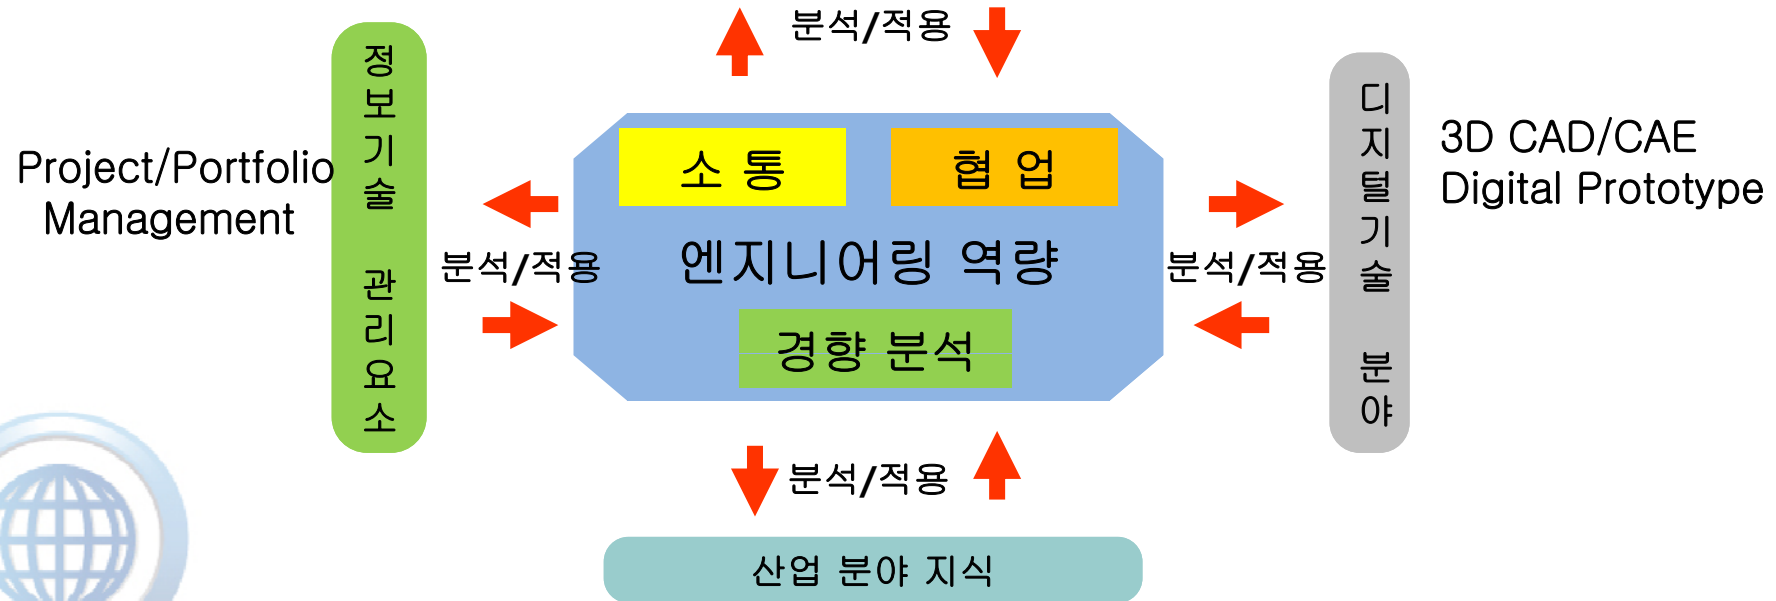 분석/적용
정보기술 관리요소
Project/Portfolio
Management
소 통
협 업
디지털기술 분야
3D CAD/CAE
Digital Prototype
분석/적용
엔지니어링 역량
분석/적용
경향 분석
분석/적용
산업 분야 지식